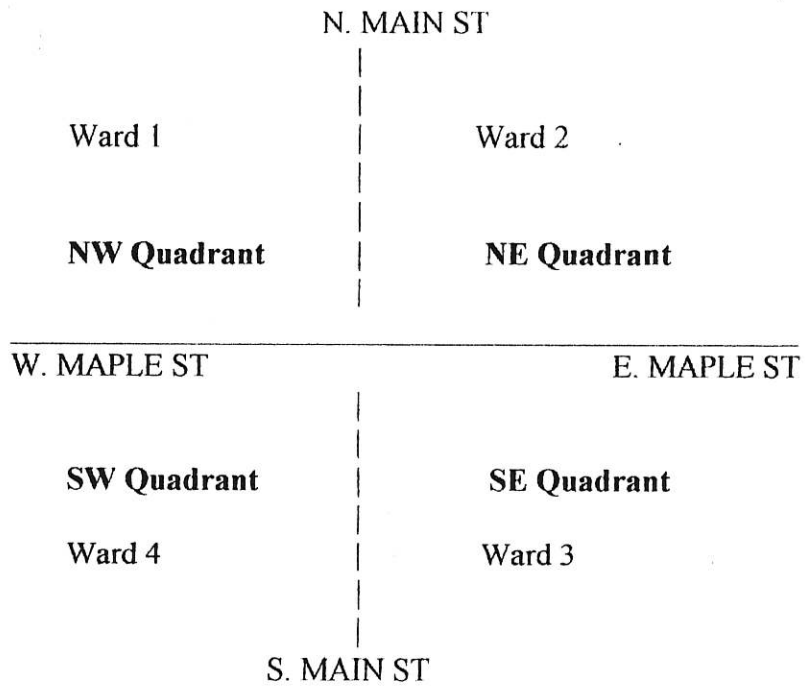 N. MAIN ST
Ward 1 Ward 2
NW Quadrant NE Quadrant
W. MAPLE ST E. MAPLE ST
SW Quadrant SE Quadrant
Ward 4 Ward 3
S. MAIN ST